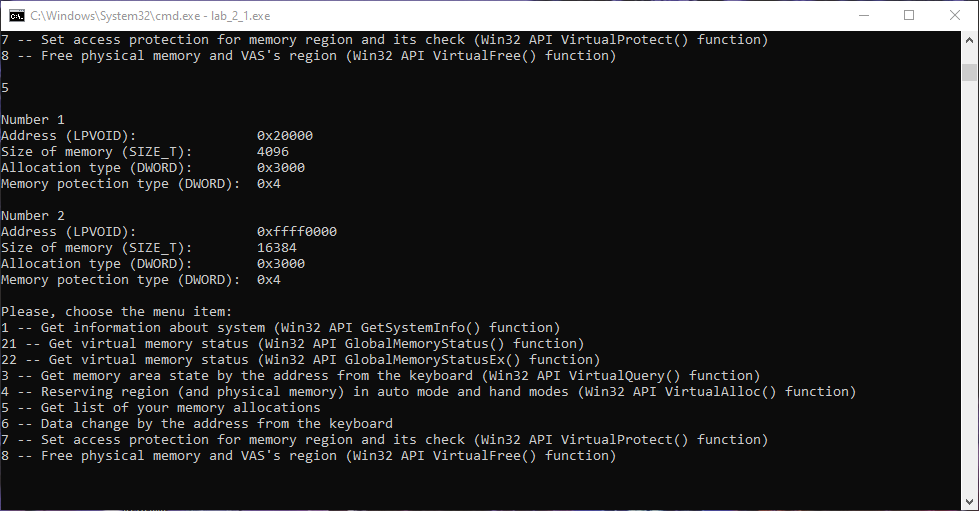 C:\Windows\System32\cmd.exe - lab_2_1.exe
7 -- Set access protection for memory region and its check (Win32 API VirtualProtect() function)
8 -- Free physical memory and VAS's region (Win32 API VirtualFree() function)
5
Number 1
Address (LPVOID): 0x20000
Size of memory (SIZE_T): 4096
Allocation type (DWORD): 0x3000
Memory potection type (DWORD): 0x4
Number 2
Address (LPVOID): 0xffff0000
Size of memory (SIZE_T): 16384
Allocation type (DWORD): 0x3000
Memory potection type (DWORD): 0x4
Please, choose the menu item:
1 -- Get information about system (Win32 API GetSystemInfo() function)
21 -- Get virtual memory status (Win32 API GlobalMemoryStatus() function)
22 -- Get virtual memory status (Win32 API GlobalMemoryStatusEx() function)
3 -- Get memory area state by the address from the keyboard (Win32 API VirtualQuery() function)
4 -- Reserving region (and physical memory) in auto mode and hand modes (Win32 API VirtualAlloc() function)
5 -- Get list of your memory allocations
6 -- Data change by the address from the keyboard
7 -- Set access protection for memory region and its check (Win32 API VirtualProtect() function)
8 -- Free physical memory and VAS's region (Win32 API VirtualFree() function)